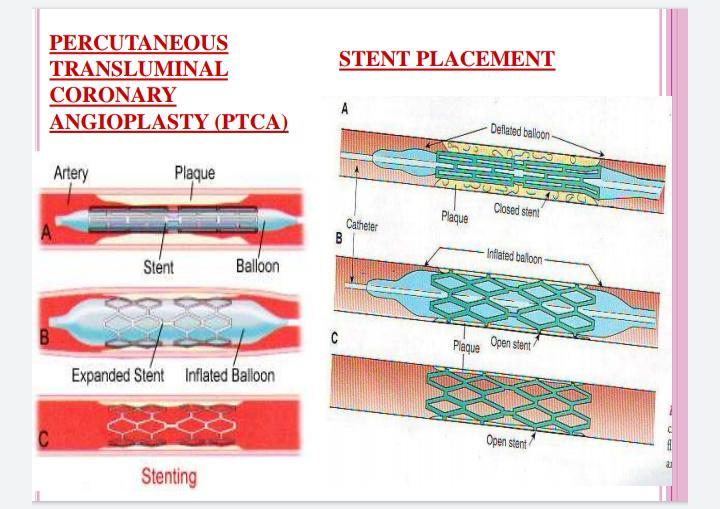 PERCUTANEOUS
TRANSLUMINAL
CORONARY
ANGIOPLASTY (PTCA)
STENT PLACEMENT
Artery
Plaque
A
Stent
Balloon
B
Expanded Stent
Inflated Balloon
C
Stenting
A
Deflated balloon
Plaque
Closed stent
Catheter
B
Inflated balloon
Plaque
Open stent
C
Open stent